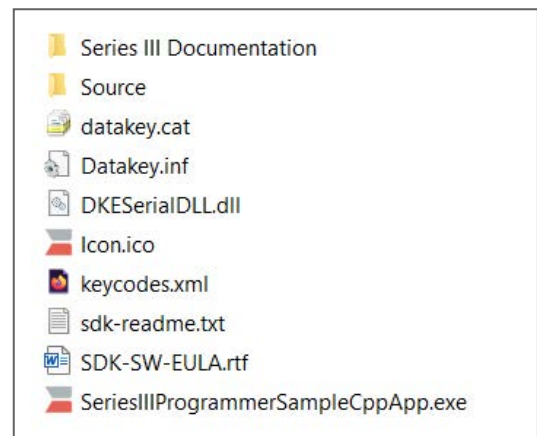 Series III Documentation
Source
datakey.cat
Datakey.inf
DKESerialDLL.dll
Icon.ico
keycodes.xml
sdk-readme.txt
SDK-SW-EULA.rtf
SeriesIIIProgrammerSampleCppApp.exe